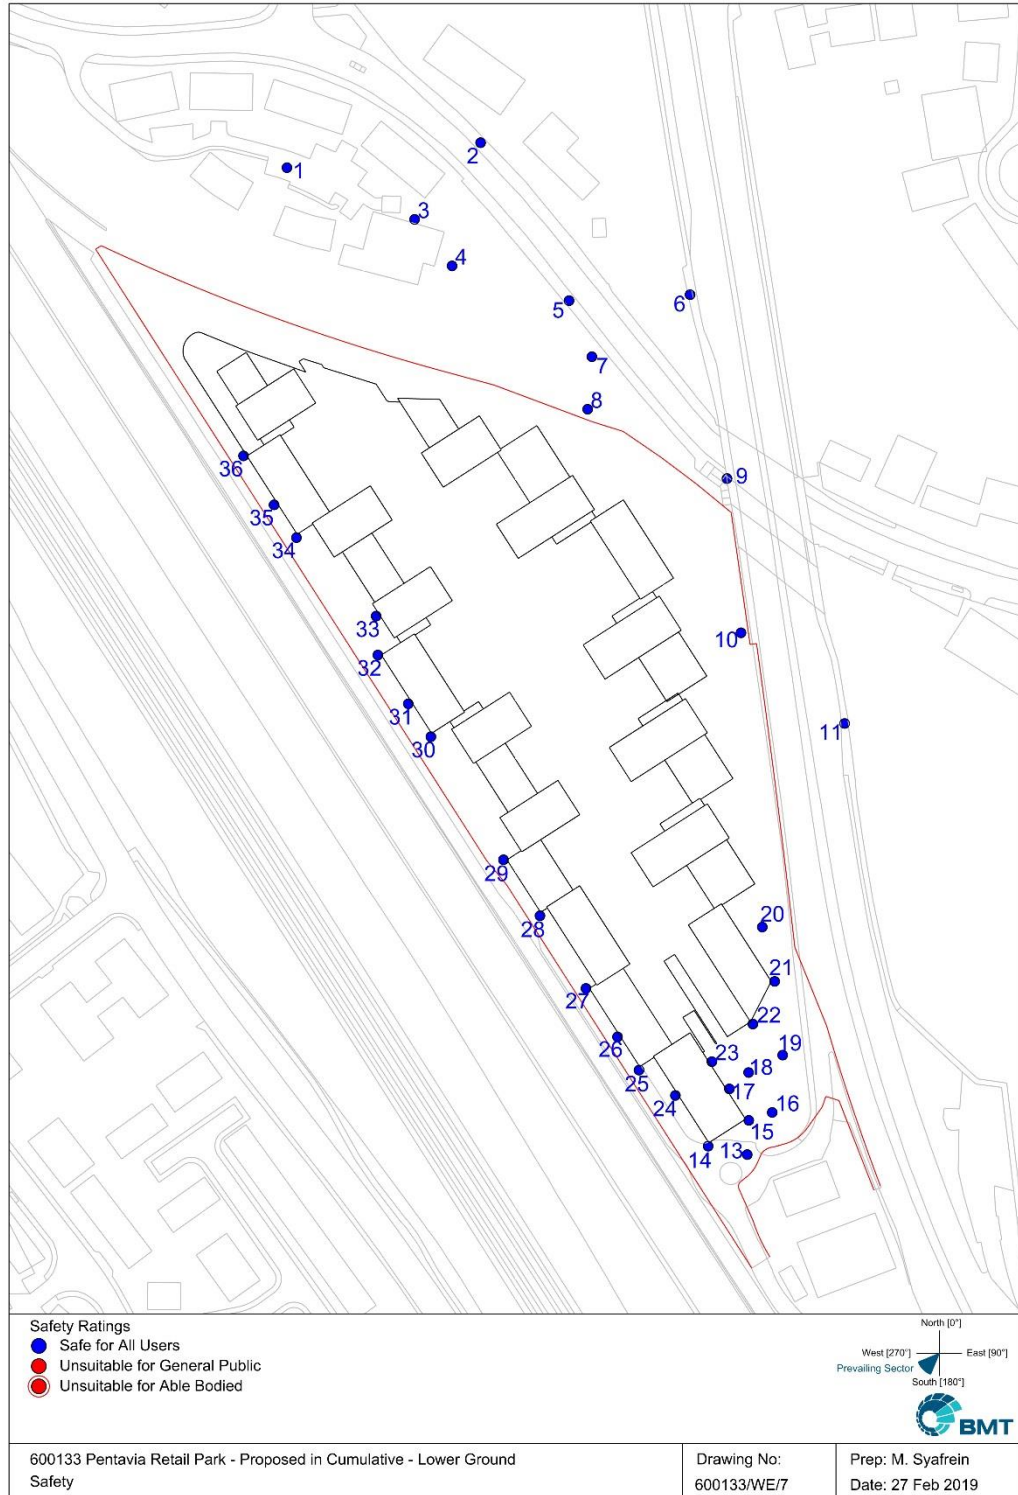 1
2
3
4
5
6
7
8
9
10
11
36
35
34
33
32
31
30
29
28
27
26
25
24
23
22
21
20
19
18
17
16
15
14
13
Safety Ratings
Safe for All Users
Unsuitable for General Public
Unsuitable for Able Bodied
North [0°]
West [270°]
East [90°]
Prevailing Sector
South [180°]
BMT
600133 Pentavia Retail Park - Proposed in Cumulative - Lower Ground
Safety
Drawing No:
600133/WE/7
Prep: M. Syafrein
Date: 27 Feb 2019